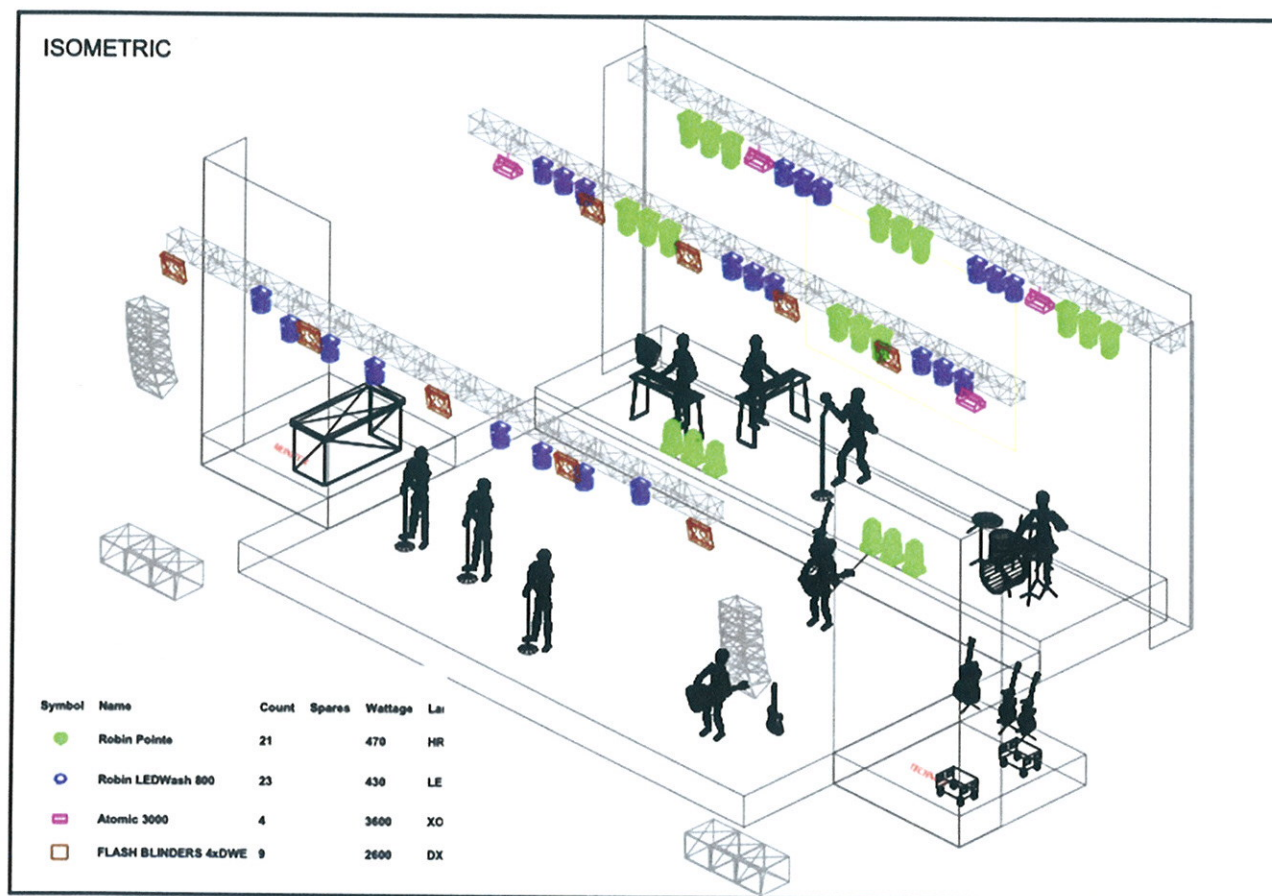 ISOMETRIC
Symbol Name Count Spares Wattage La
Robin Pointe 21 470 HR
Robin LEDWash 800 23 430 LE
Atomic 3000 4 3600 XO
FLASH BLINDERS 4xDWE 9 2600 DX